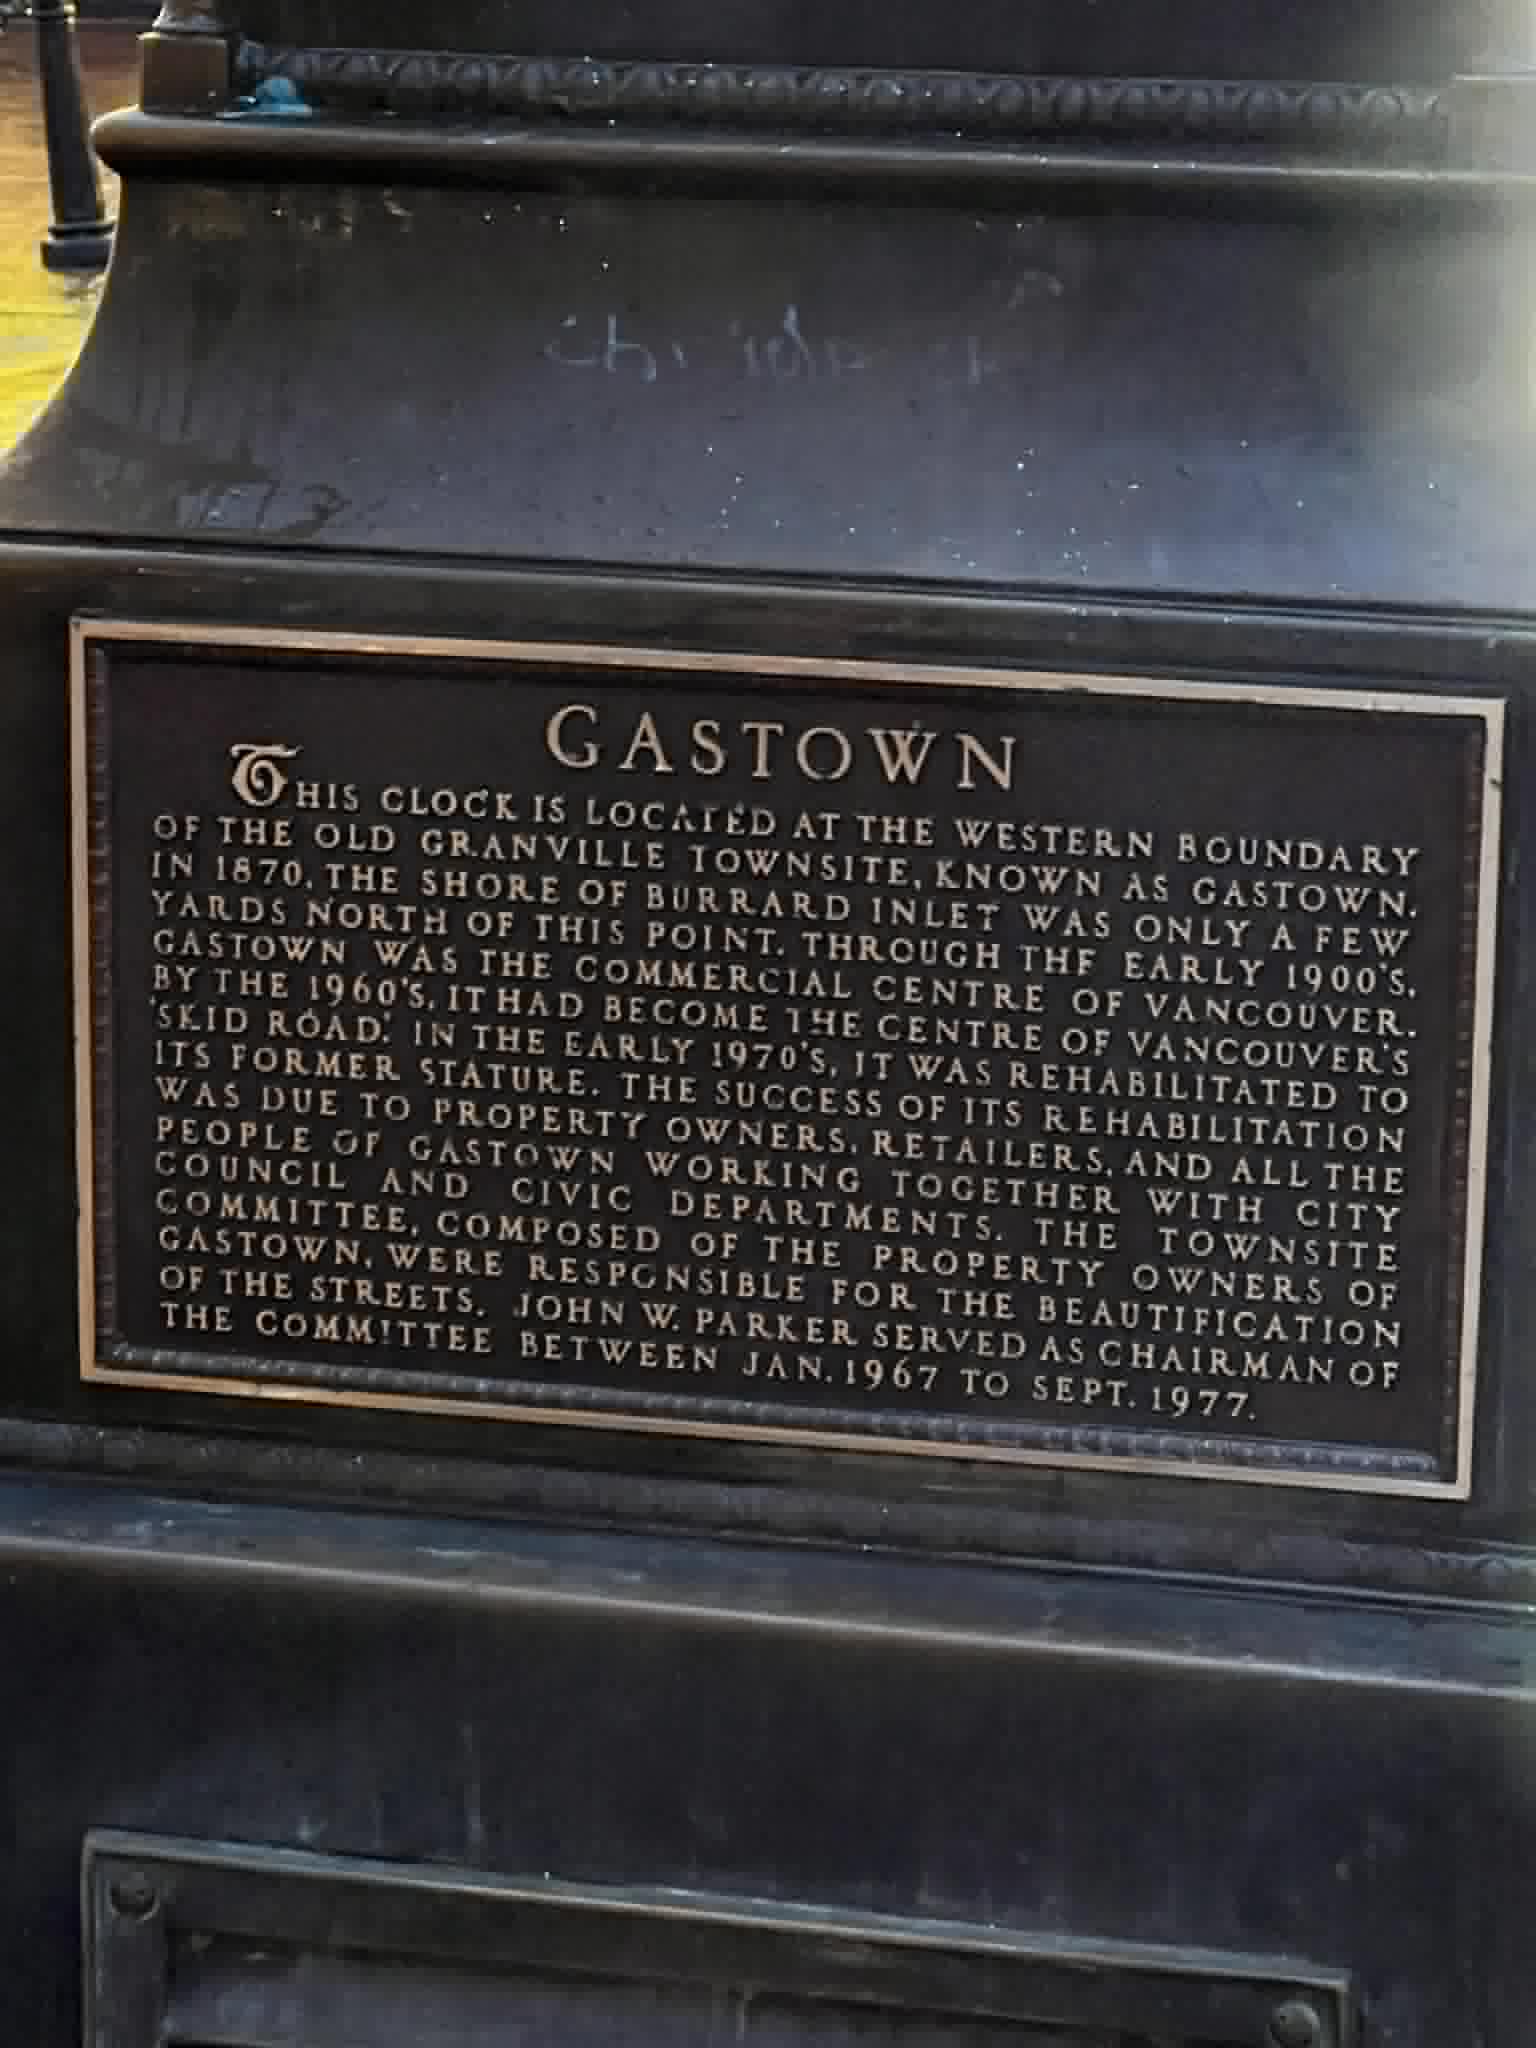 GASTOWN
THIS CLOCK IS LOCATED AT THE WESTERN BOUNDARY
OF THE OLD GRANVILLE TOWNSITE, KNOWN AS GASTOWN.
IN 1870, THE SHORE OF BURRARD INLET WAS ONLY A FEW
YARDS NORTH OF THIS POINT. THROUGH THE EARLY 1900'S,
GASTOWN WAS THE COMMERCIAL CENTRE OF VANCOUVER.
BY THE 1960'S, IT HAD BECOME THE CENTRE OF VANCOUVER'S
'SKID ROAD'. IN THE EARLY 1970'S, IT WAS REHABILITATED TO
ITS FORMER STATURE. THE SUCCESS OF ITS REHABILITATION
WAS DUE TO PROPERTY OWNERS, RETAILERS, AND ALL THE
PEOPLE OF GASTOWN WORKING TOGETHER WITH CITY
COUNCIL AND CIVIC DEPARTMENTS. THE TOWNSITE
COMMITTEE, COMPOSED OF THE PROPERTY OWNERS OF
GASTOWN, WERE RESPONSIBLE FOR THE BEAUTIFICATION
OF THE STREETS. JOHN W. PARKER SERVED AS CHAIRMAN OF
THE COMMITTEE BETWEEN JAN. 1967 TO SEPT. 1977.